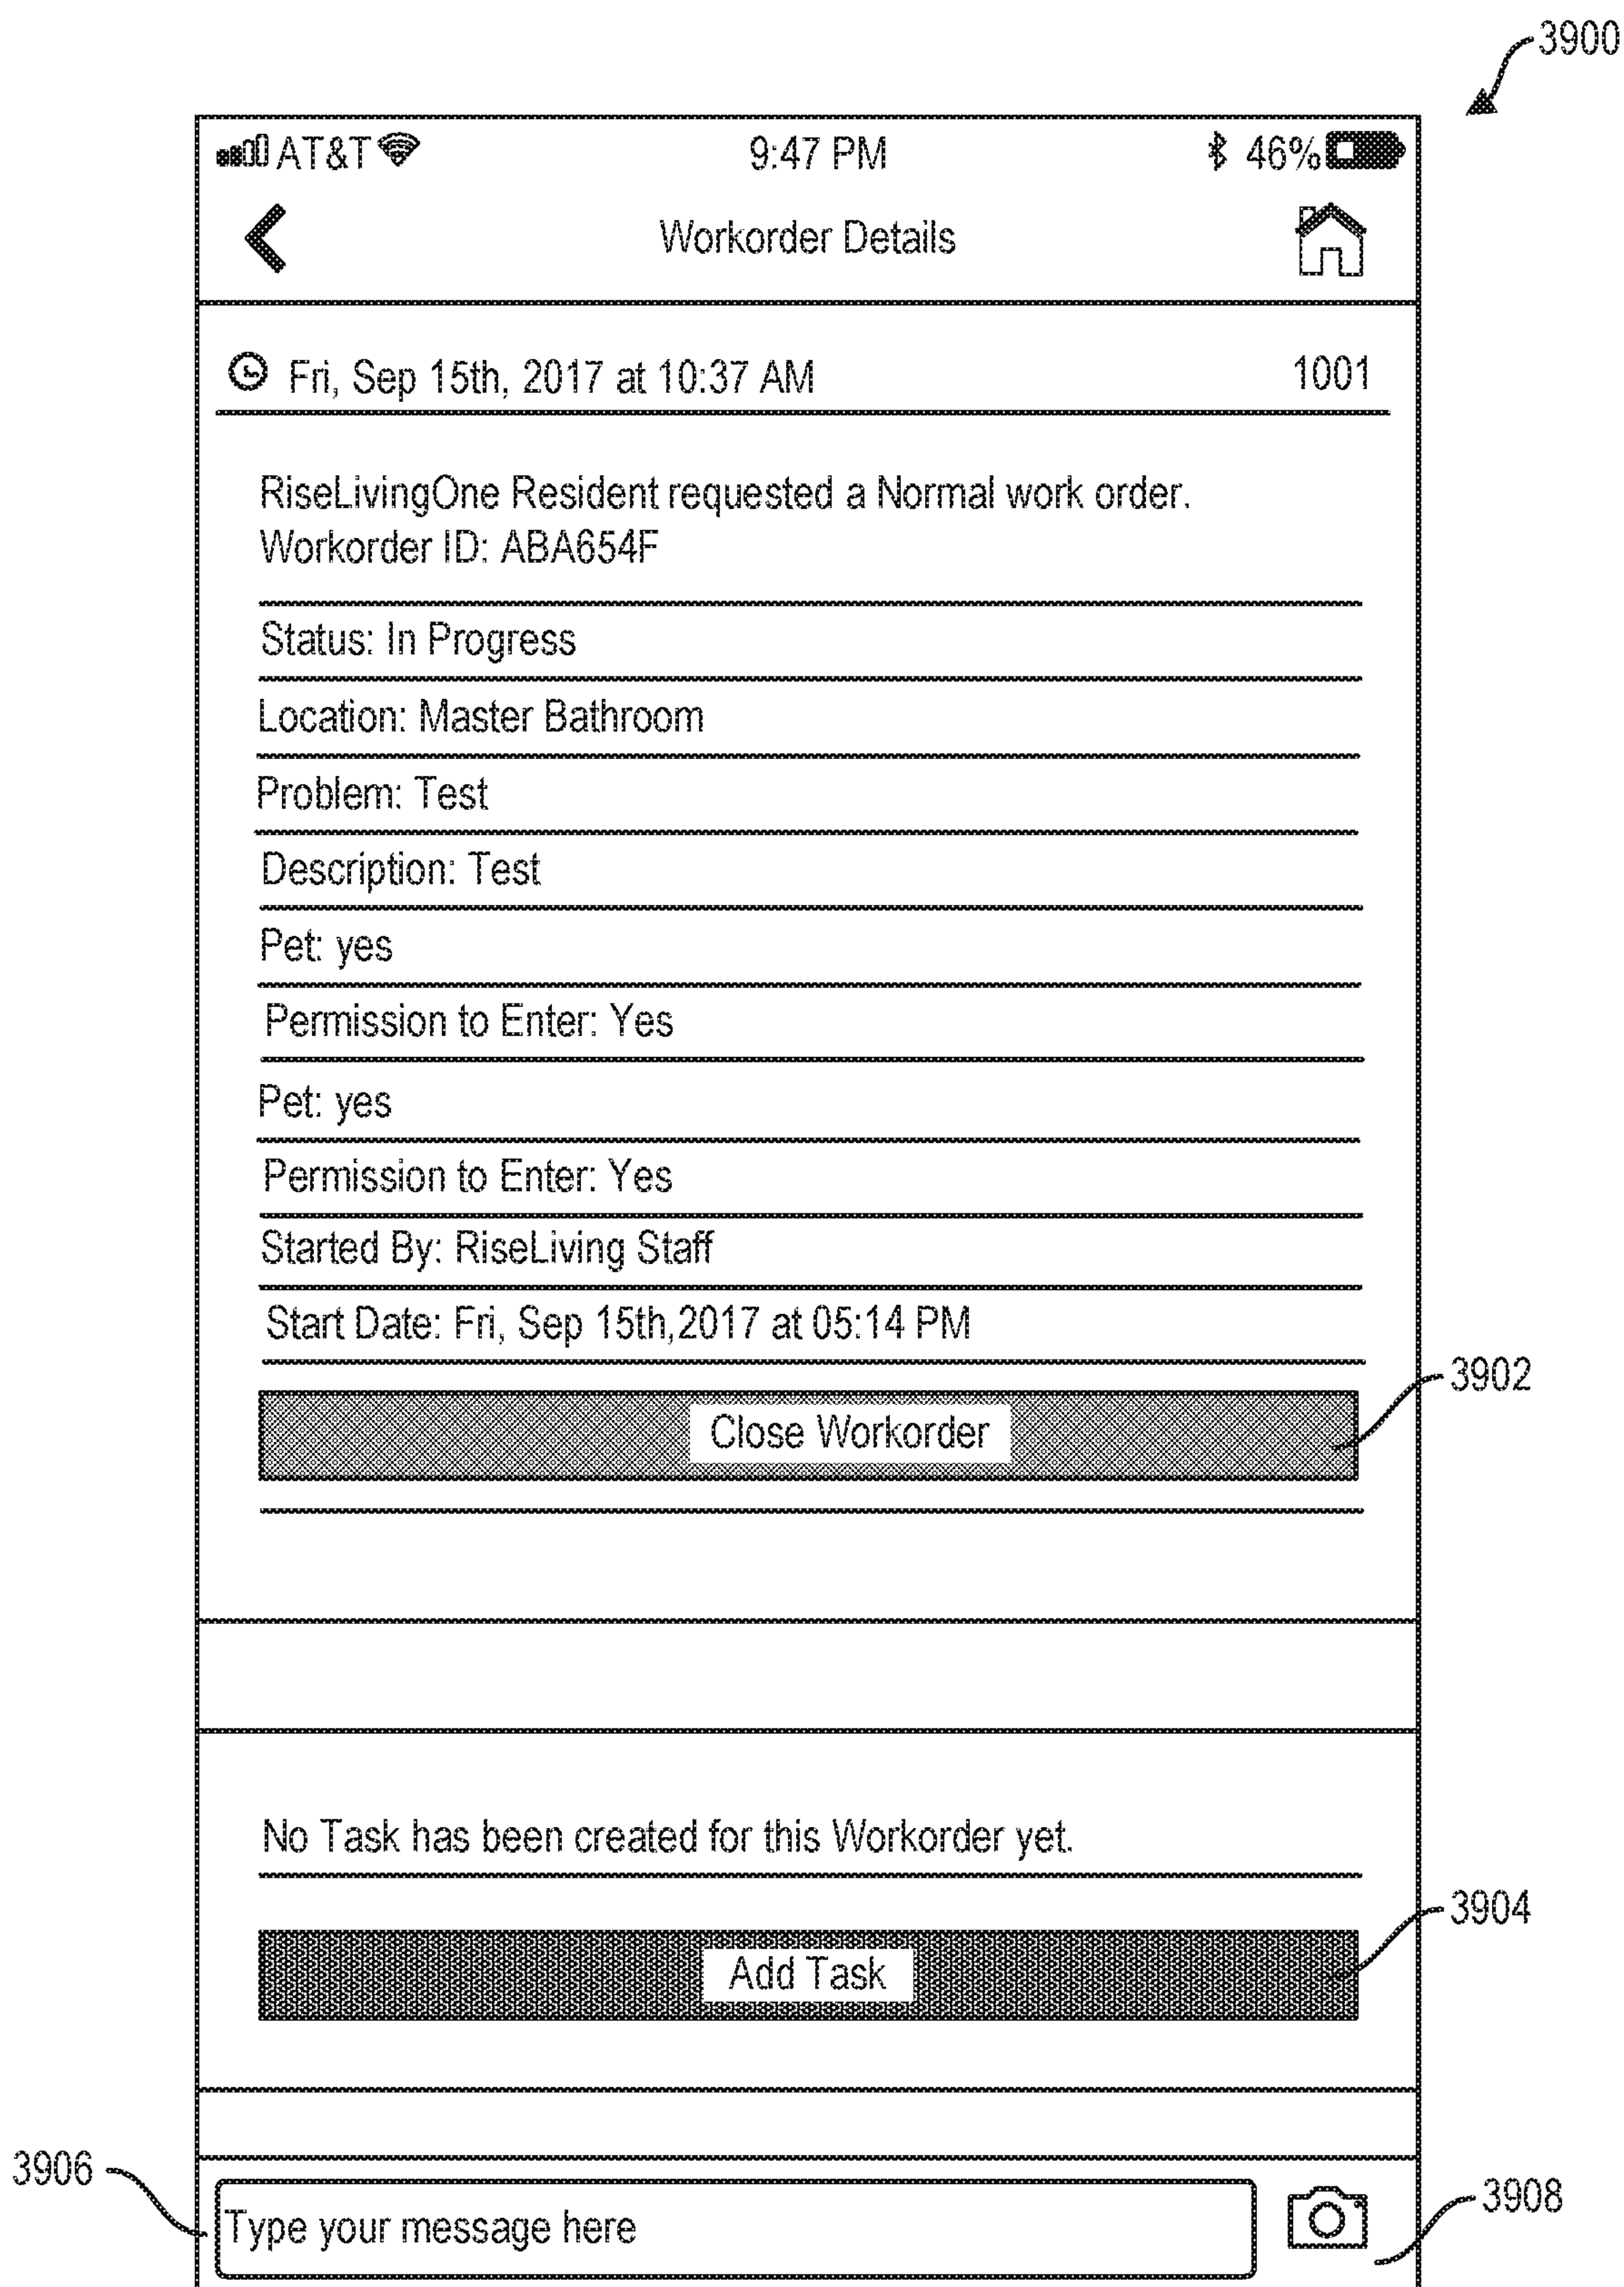 3900
AT&T 9:47 PM 46%
Workorder Details
Fri, Sep 15th, 2017 at 10:37 AM 1001
RiseLivingOne Resident requested a Normal work order.
Workorder ID: ABA654F
Status: In Progress
Location: Master Bathroom
Problem: Test
Description: Test
Pet: yes
Permission to Enter: Yes
Pet: yes
Permission to Enter: Yes
Started By: RiseLiving Staff
Start Date: Fri, Sep 15th,2017 at 05:14 PM
3902
Close Workorder
No Task has been created for this Workorder yet.
3904
Add Task
3906
3908
Type your message here